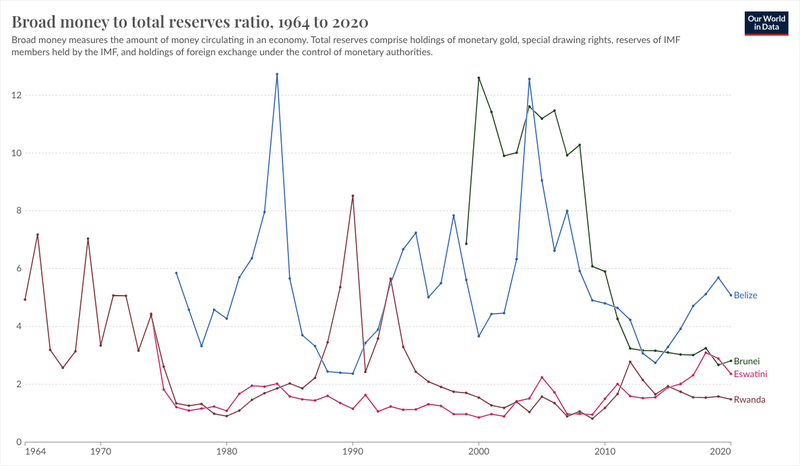 Broad money to total reserves ratio, 1964 to 2020
Our World
in Data
Broad money measures the amount of money circulating in an economy. Total reserves comprise holdings of monetary gold, special drawing rights, reserves of IMF
members held by the IMF, and holdings of foreign exchange under the control of monetary authorities.
12
10
8
6
4
2
0
Belize
Brunei
Eswatini
Rwanda
1964
1970
1980
1990
2000
2010
2020